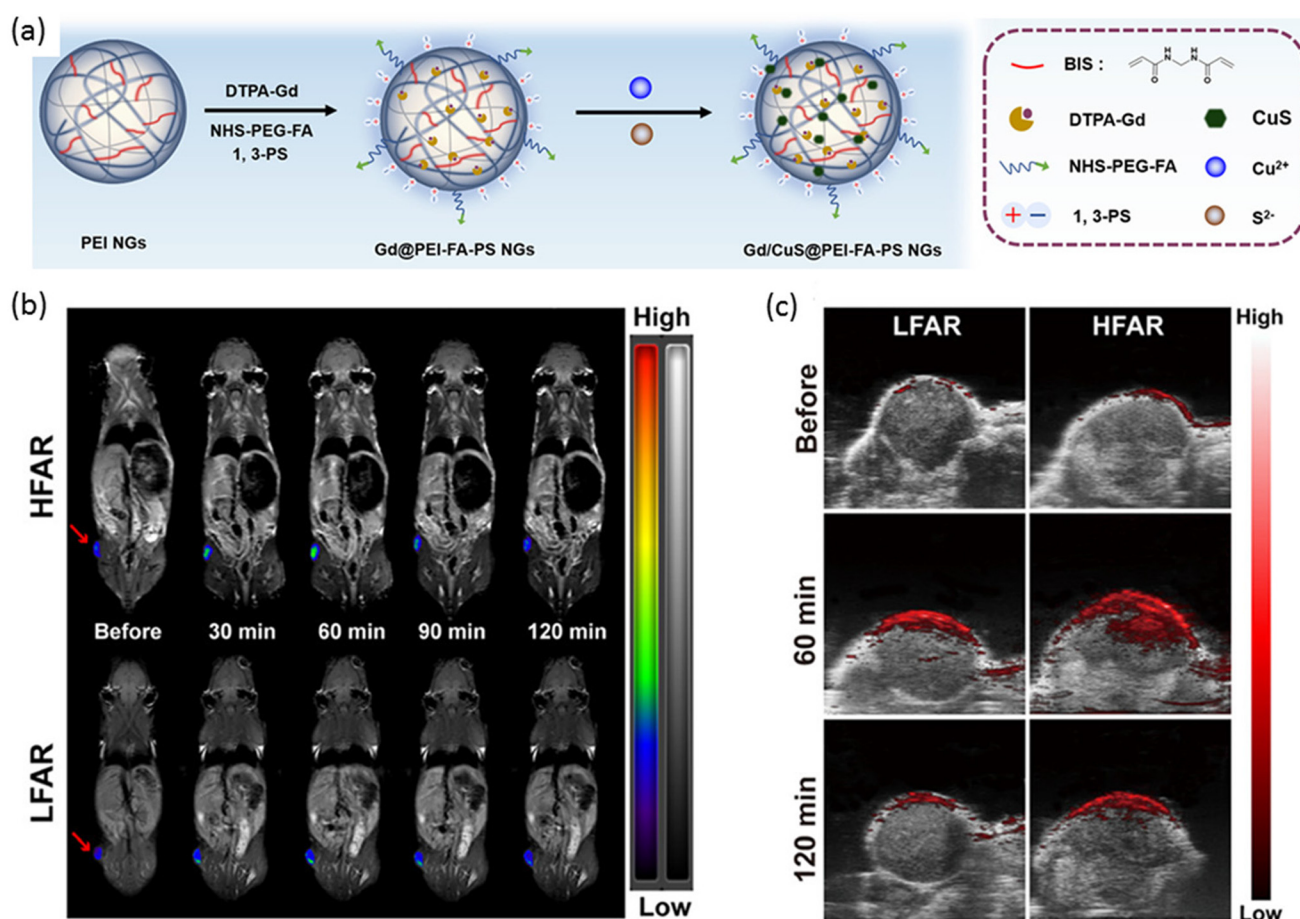 (a)
DTPA-Gd
NHS-PEG-FA
1, 3-PS
PEI NGs
Gd@PEI-FA-PS NGs
Gd/CuS@PEI-FA-PS NGs
BIS :
H H
N N
O O
DTPA-Gd
CuS
NHS-PEG-FA
Cu²⁺
+ −
1, 3-PS
S²⁻
(b)
High
HFAR
Before 30 min 60 min 90 min 120 min
LFAR
Low
(c)
LFAR HFAR
High
Before
60 min
120 min
Low